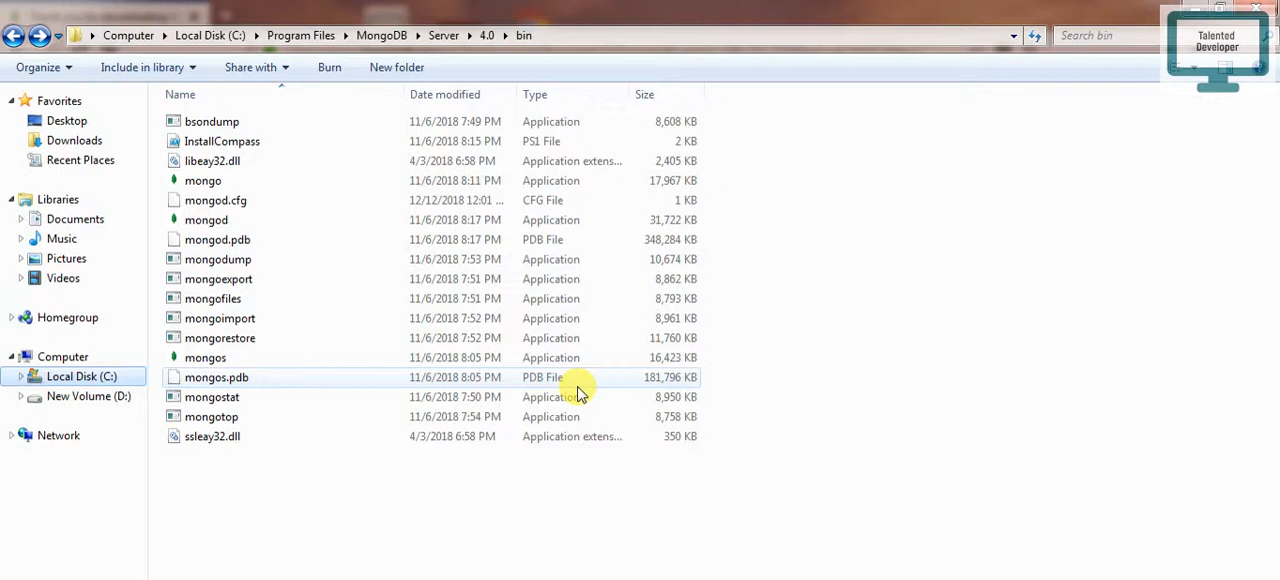 Computer Local Disk (C:) Program Files MongoDB Server 4.0 bin Search bin
Talented
Developer
Organize Include in library Share with Burn New folder
Favorites
Desktop
Downloads
Recent Places
Libraries
Documents
Music
Pictures
Videos
Homegroup
Computer
Local Disk (C:)
New Volume (D:)
Network
Name Date modified Type Size
bsondump 11/6/2018 7:49 PM Application 8,608 KB
InstallCompass 11/6/2018 8:15 PM PS1 File 2 KB
libeay32.dll 4/3/2018 6:58 PM Application extens... 2,405 KB
mongo 11/6/2018 8:11 PM Application 17,967 KB
mongod.cfg 12/12/2018 12:01 ... CFG File 1 KB
mongod 11/6/2018 8:17 PM Application 31,722 KB
mongod.pdb 11/6/2018 8:17 PM PDB File 348,284 KB
mongodump 11/6/2018 7:53 PM Application 10,674 KB
mongoexport 11/6/2018 7:51 PM Application 8,862 KB
mongofiles 11/6/2018 7:51 PM Application 8,793 KB
mongoimport 11/6/2018 7:52 PM Application 8,961 KB
mongorestore 11/6/2018 7:52 PM Application 11,760 KB
mongos 11/6/2018 8:05 PM Application 16,423 KB
mongos.pdb 11/6/2018 8:05 PM PDB File 181,796 KB
mongostat 11/6/2018 7:50 PM Application 8,950 KB
mongotop 11/6/2018 7:54 PM Application 8,758 KB
ssleay32.dll 4/3/2018 6:58 PM Application extens... 350 KB